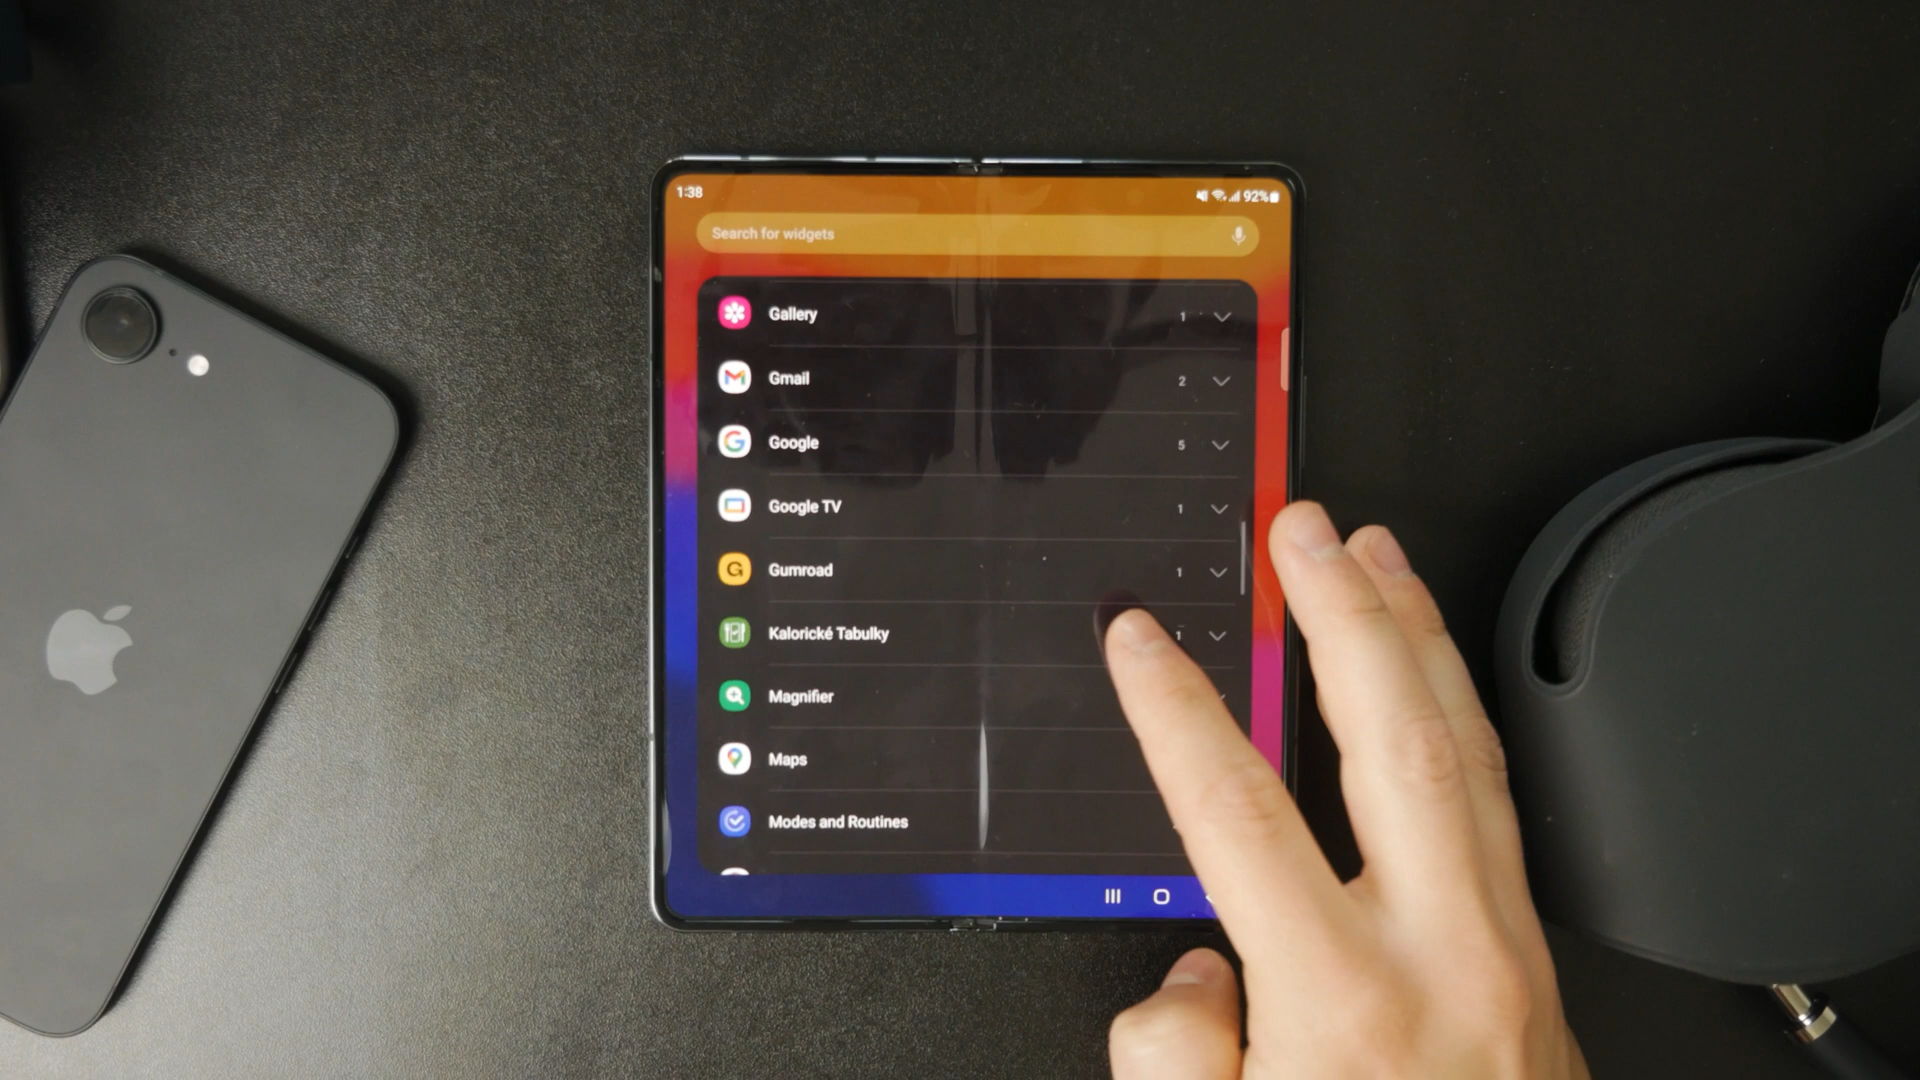 1:38
92%
Search for widgets
Gallery 1
Gmail 2
Google 5
Google TV 1
Gumroad 1
Kalorické Tabulky 1
Magnifier
Maps
Modes and Routines